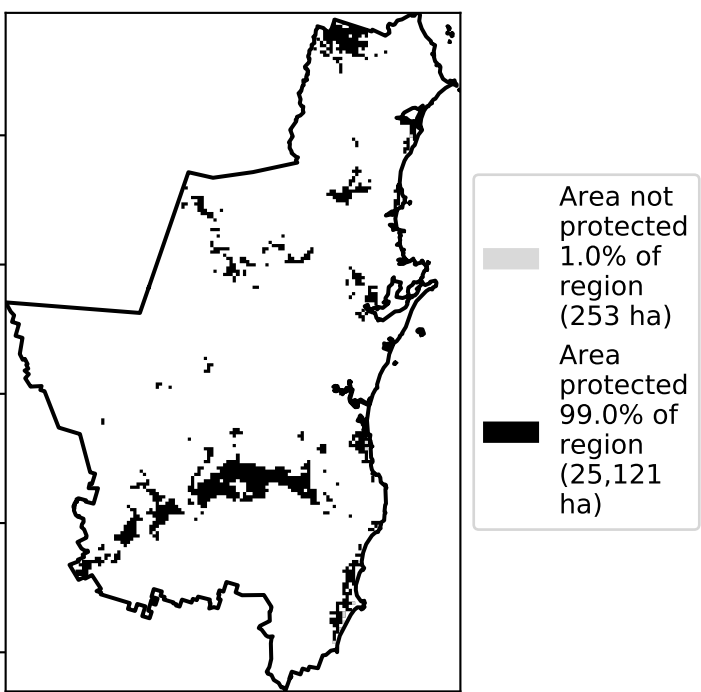 Area not
protected
1.0% of
region
(253 ha)
Area
protected
99.0% of
region
(25,121
ha)